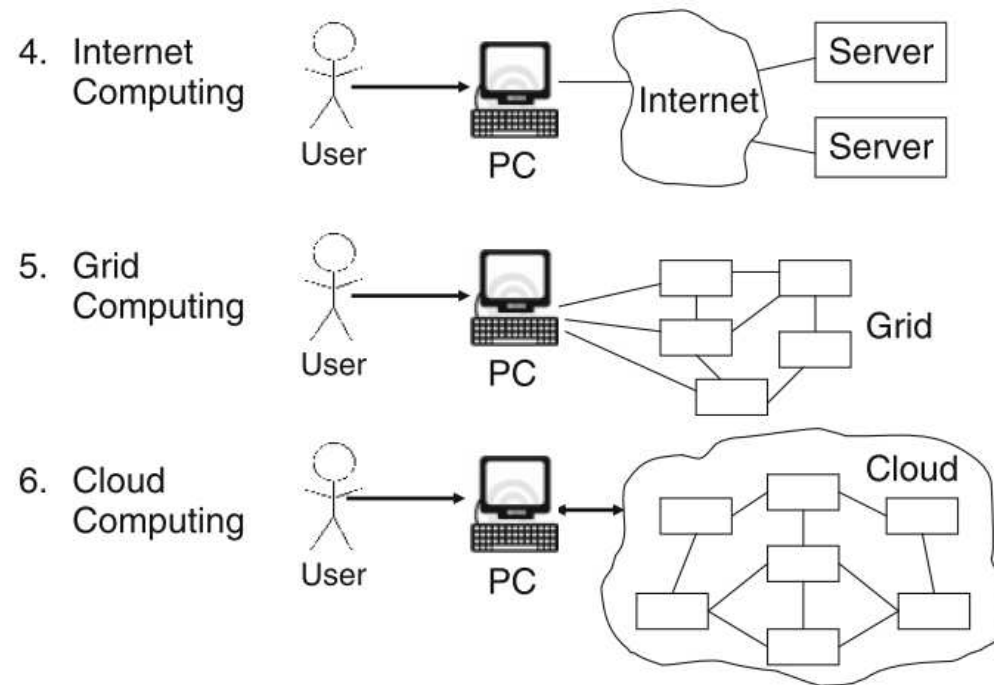 4. Internet
Computing
User
PC
Internet
Server
Server
5. Grid
Computing
User
PC
Grid
6. Cloud
Computing
User
PC
Cloud